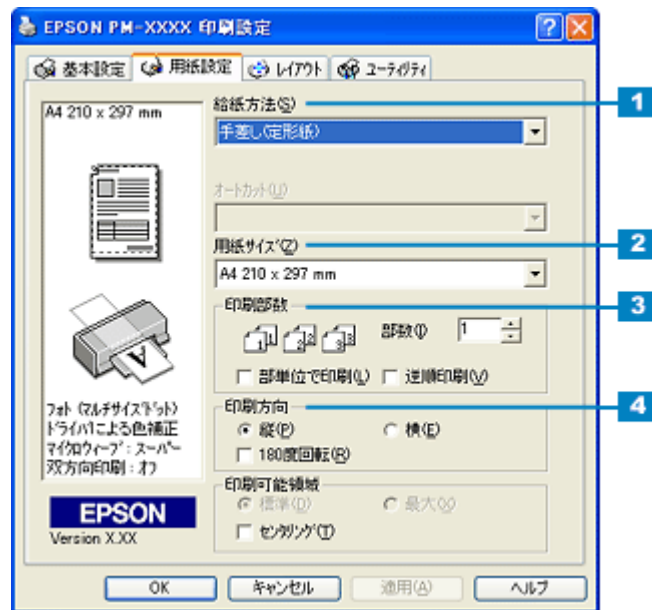 EPSON PM-XXXX 印刷設定
基本設定 用紙設定 レイアウト ユーティリティ
A4 210 x 297 mm
給紙方法(S)
1
手差し(定形紙)
オートカット(U)
用紙サイズ(Z)
2
A4 210 x 297 mm
印刷部数
3
1 1 2 2 3 3
部数(I) 1
部単位で印刷(L) 逆順印刷(V)
印刷方向
4
縦(P) 横(E)
180度回転(R)
フォト (マルチサイズドット)
ドライバによる色補正
マイクロウィーブ:スーパー
双方向印刷:オフ
印刷可能領域
標準(D) 最大(X)
センタリング(T)
EPSON
Version X.XX
OK キャンセル 適用(A) ヘルプ